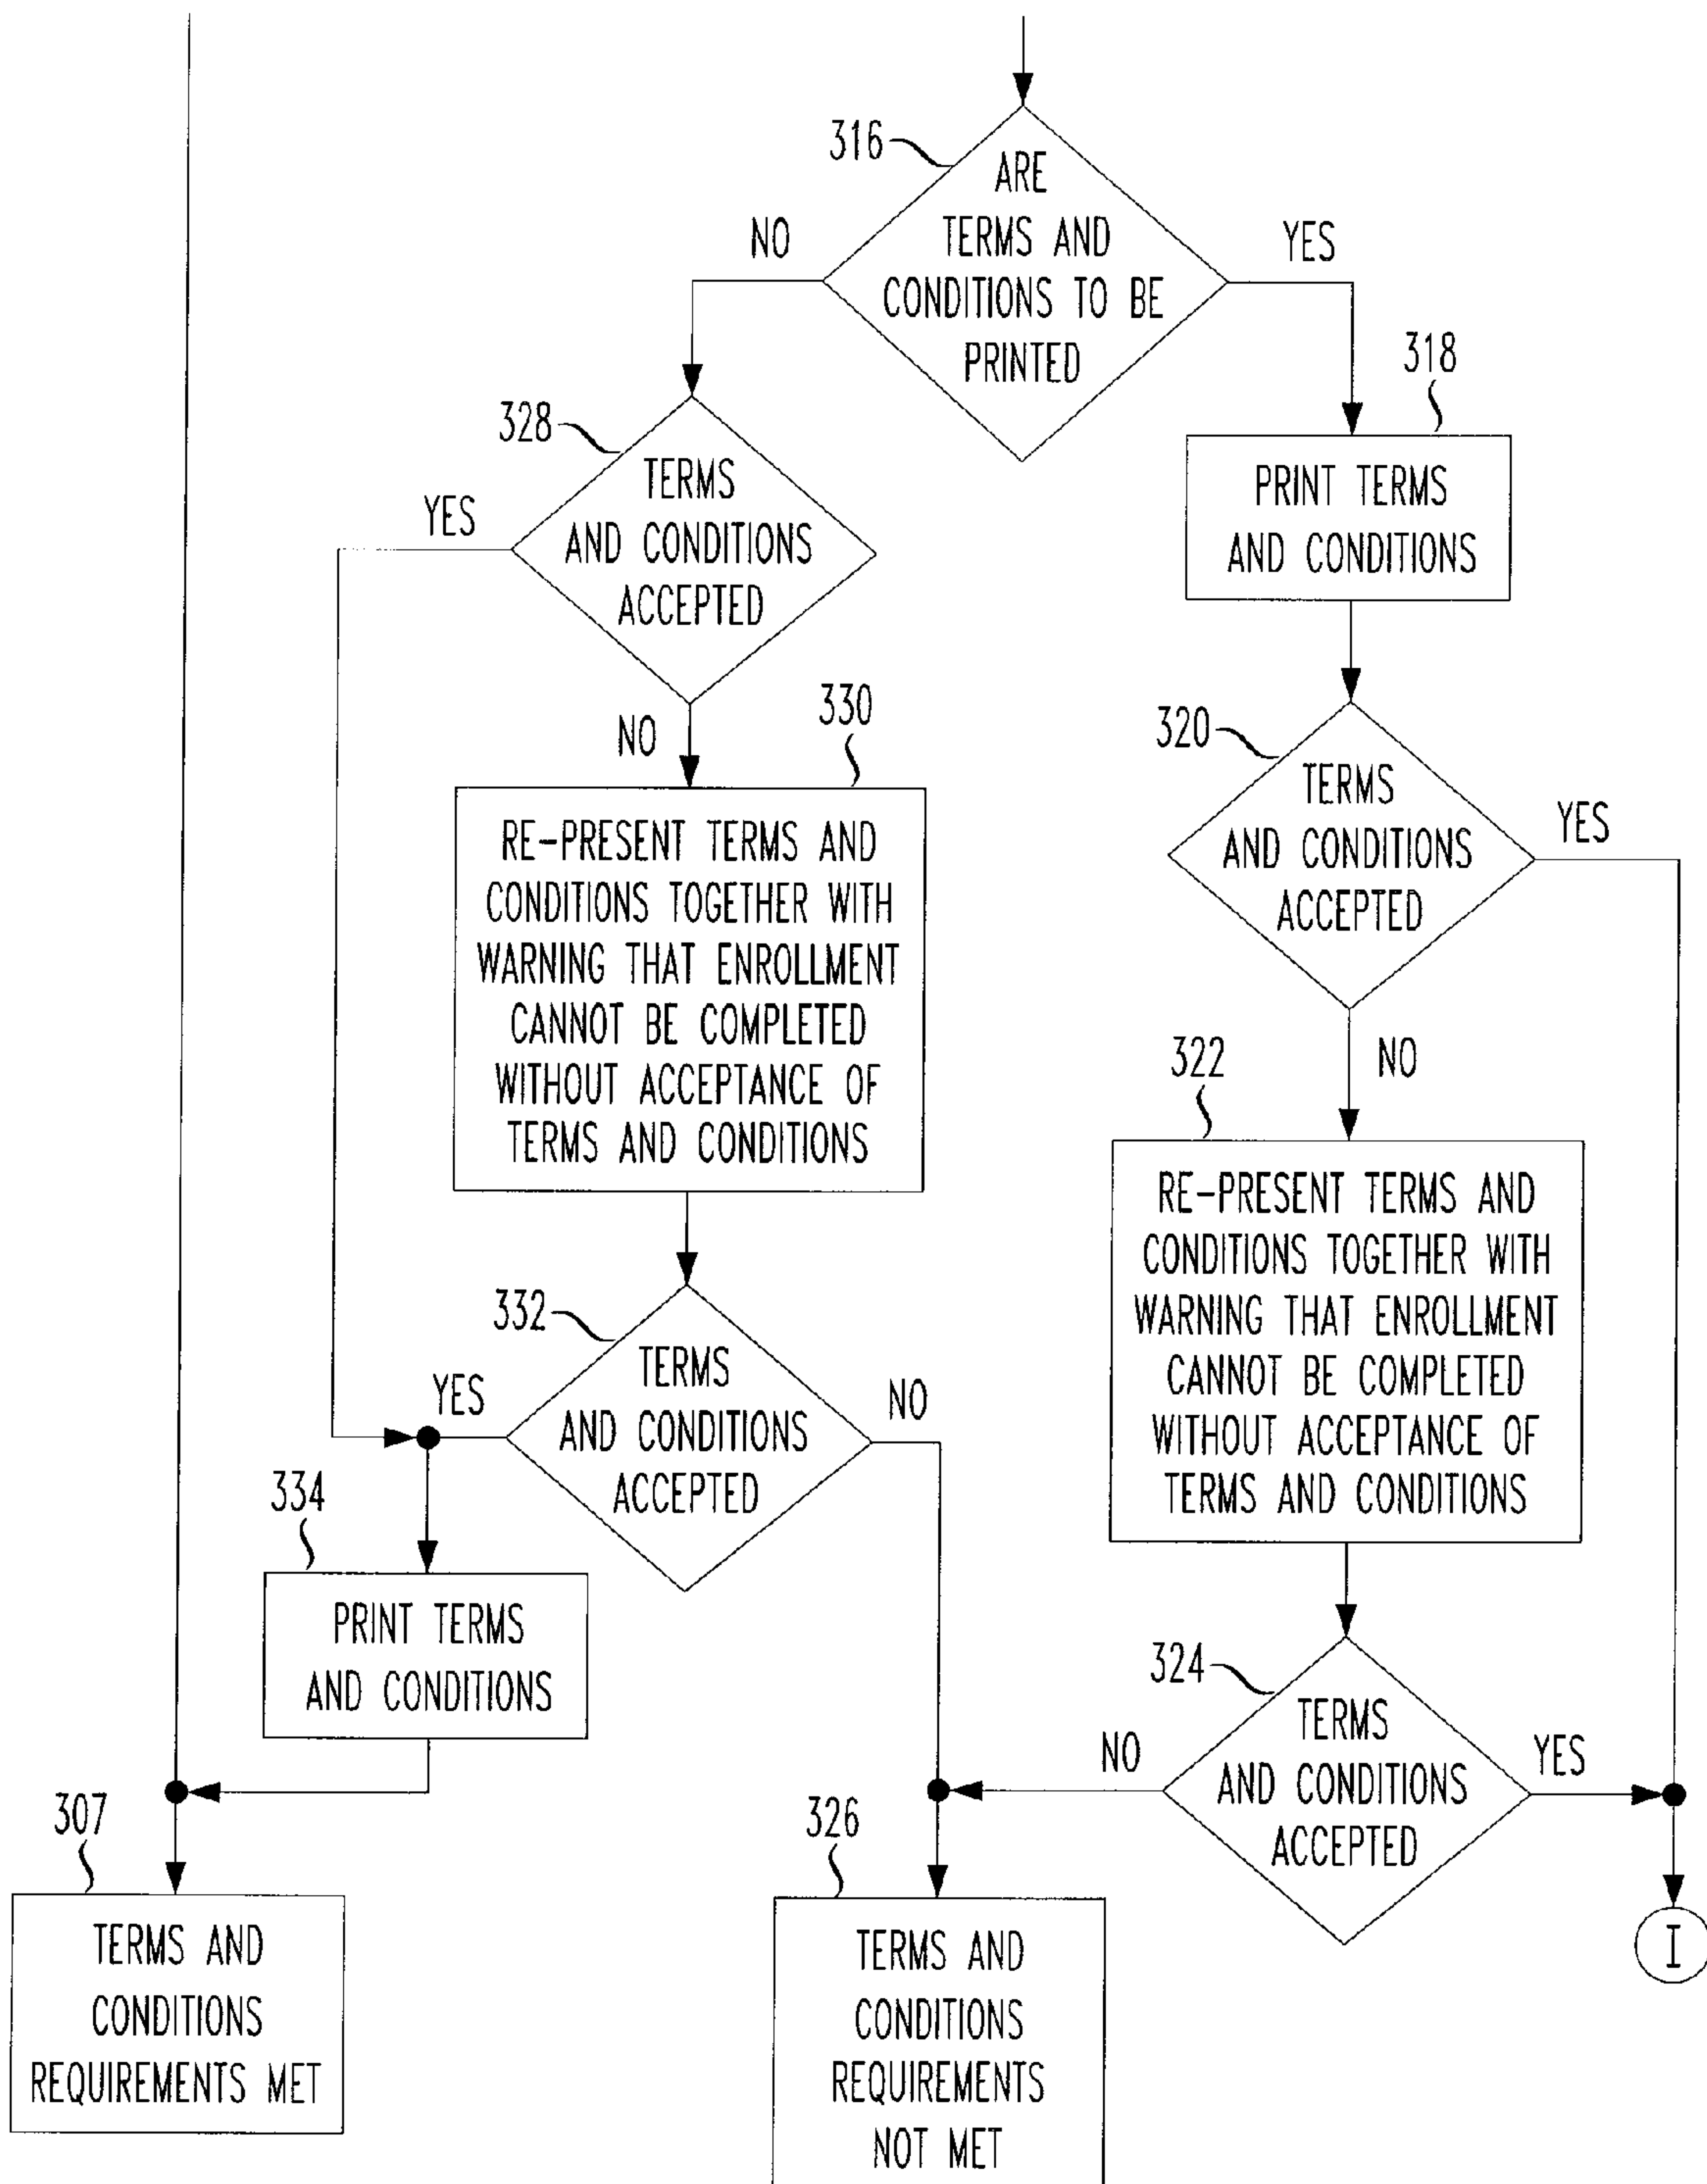 316
ARE
TERMS AND
CONDITIONS TO BE
PRINTED
NO
YES
328
TERMS
AND CONDITIONS
ACCEPTED
YES
NO
318
PRINT TERMS
AND CONDITIONS
330
RE-PRESENT TERMS AND
CONDITIONS TOGETHER WITH
WARNING THAT ENROLLMENT
CANNOT BE COMPLETED
WITHOUT ACCEPTANCE OF
TERMS AND CONDITIONS
320
TERMS
AND CONDITIONS
ACCEPTED
YES
NO
322
RE-PRESENT TERMS AND
CONDITIONS TOGETHER WITH
WARNING THAT ENROLLMENT
CANNOT BE COMPLETED
WITHOUT ACCEPTANCE OF
TERMS AND CONDITIONS
332
TERMS
AND CONDITIONS
ACCEPTED
YES
NO
334
PRINT TERMS
AND CONDITIONS
324
TERMS
AND CONDITIONS
ACCEPTED
NO
YES
307
TERMS AND
CONDITIONS
REQUIREMENTS MET
326
TERMS AND
CONDITIONS
REQUIREMENTS
NOT MET
I